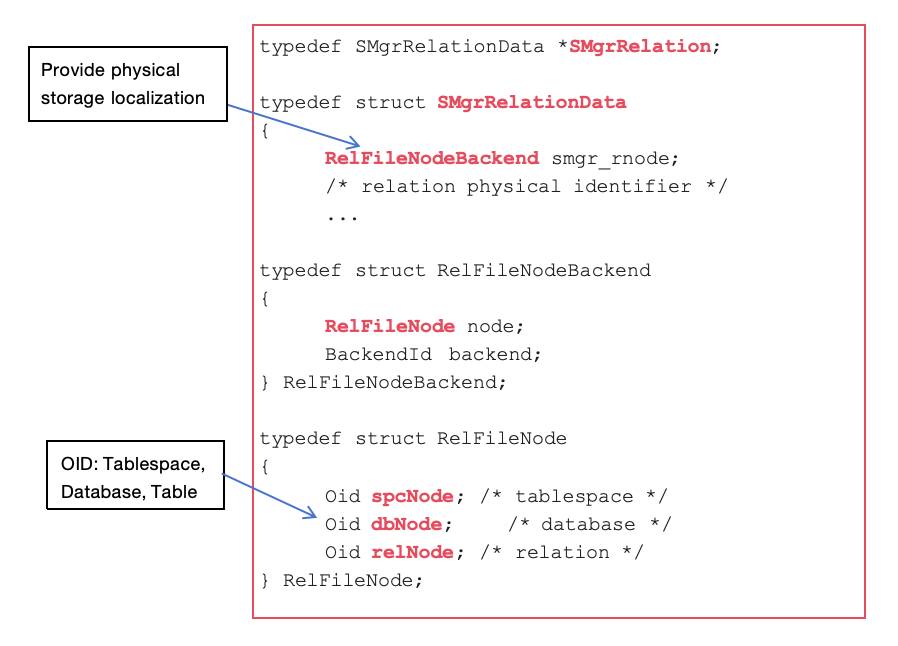 Provide physical
storage localization
typedef SMgrRelationData *SMgrRelation;
typedef struct SMgrRelationData
{
RelFileNodeBackend smgr_rnode;
/* relation physical identifier */
...
typedef struct RelFileNodeBackend
{
RelFileNode node;
BackendId backend;
} RelFileNodeBackend;
OID: Tablespace,
Database, Table
typedef struct RelFileNode
{
Oid spcNode; /* tablespace */
Oid dbNode; /* database */
Oid relNode; /* relation */
} RelFileNode;